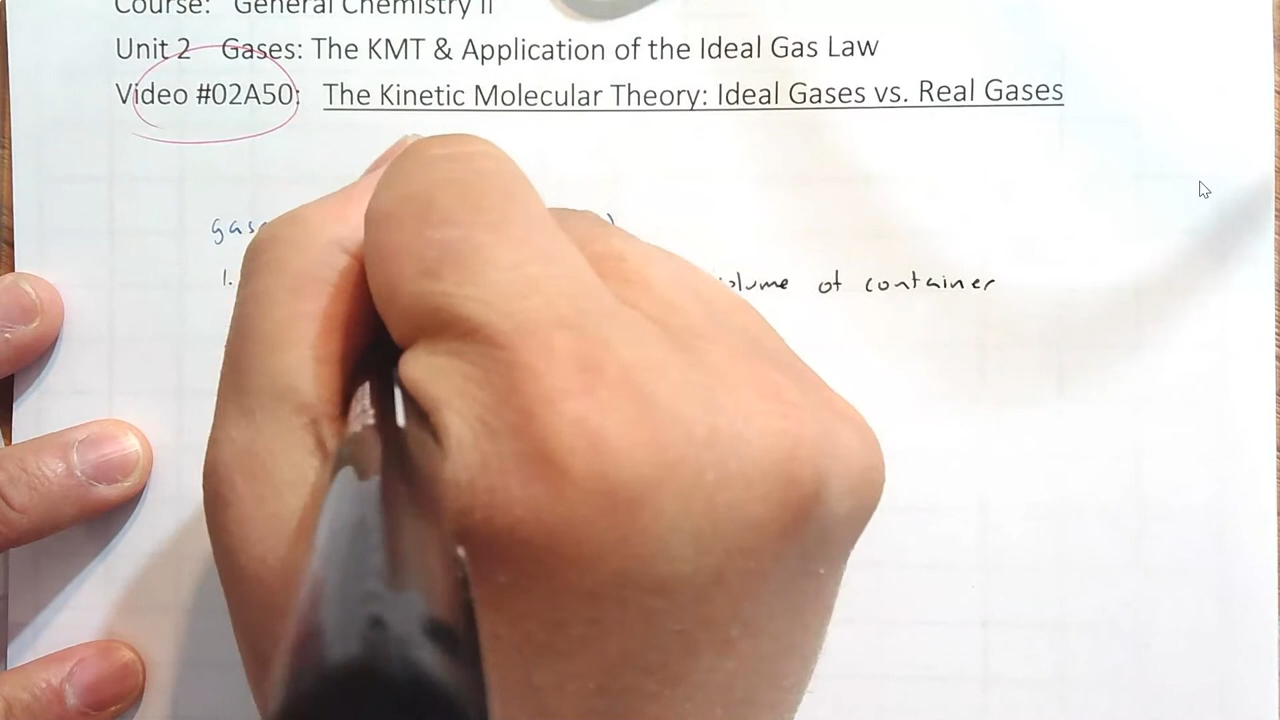 Course: General Chemistry II
Unit 2 Gases: The KMT & Application of the Ideal Gas Law
Video #02A50: The Kinetic Molecular Theory: Ideal Gases vs. Real Gases
1. of container